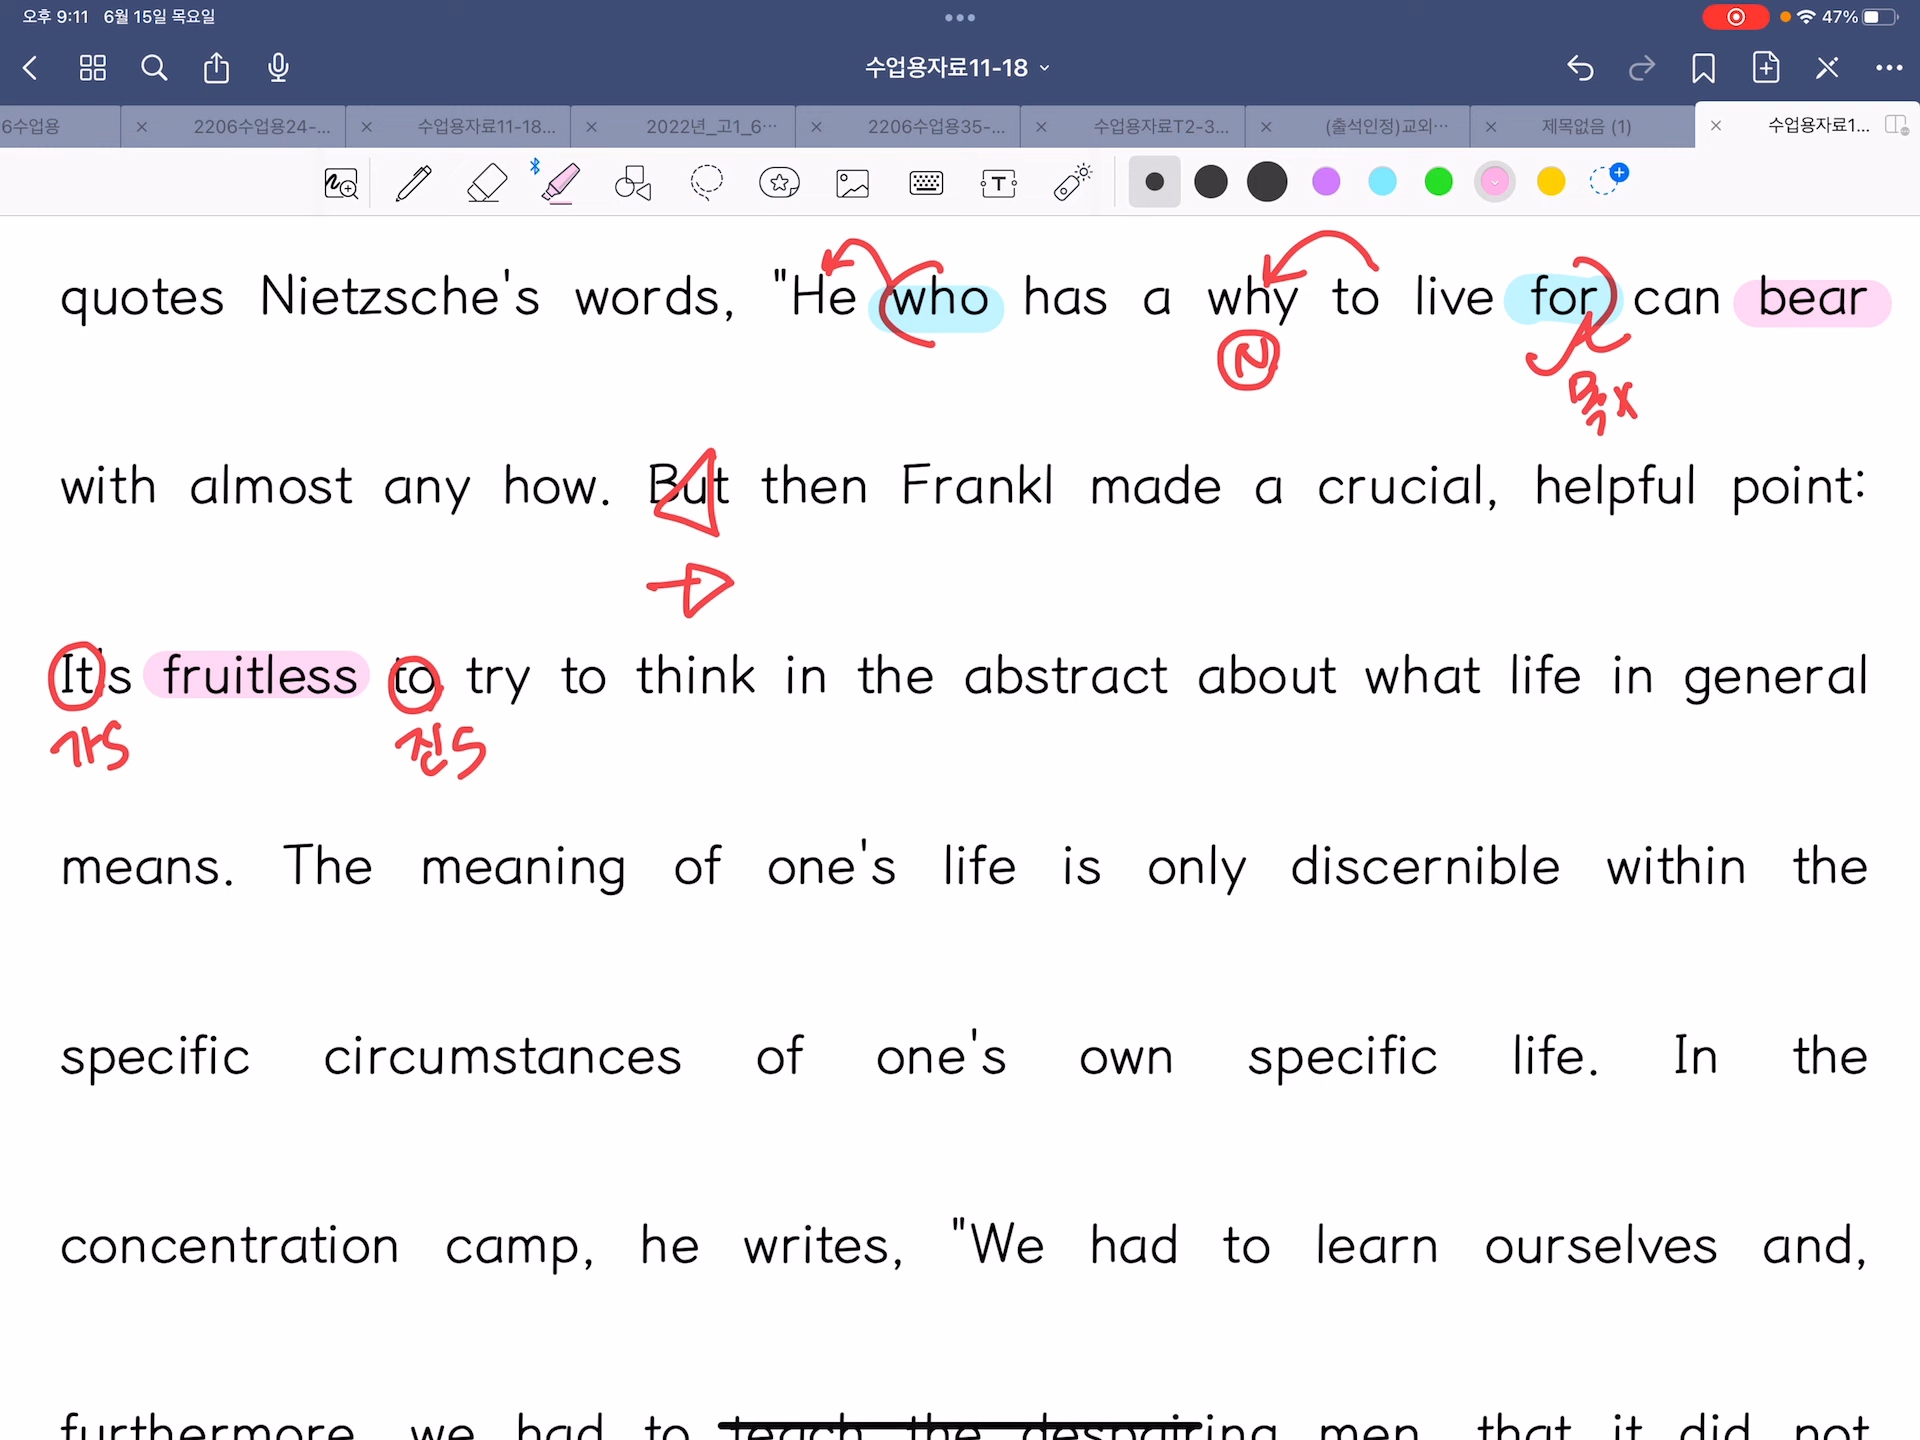 오후 9:11 6월 15일 목요일
47%
수업용자료11-18
6수업용
2206수업용24-...
수업용자료11-18...
2022년_고1_6...
2206수업용35-...
수업용자료T2-3...
(출석인정)교외...
제목없음 (1)
수업용자료1...
quotes Nietzsche's words, "He who has a why to live for) can bear
N
목x
with almost any how. But then Frankl made a crucial, helpful point:
It's fruitless to try to think in the abstract about what life in general
가S
진S
means. The meaning of one's life is only discernible within the
specific circumstances of one's own specific life. In the
concentration camp, he writes, "We had to learn ourselves and,
furthermore, we had to teach the despairing men, that it did not